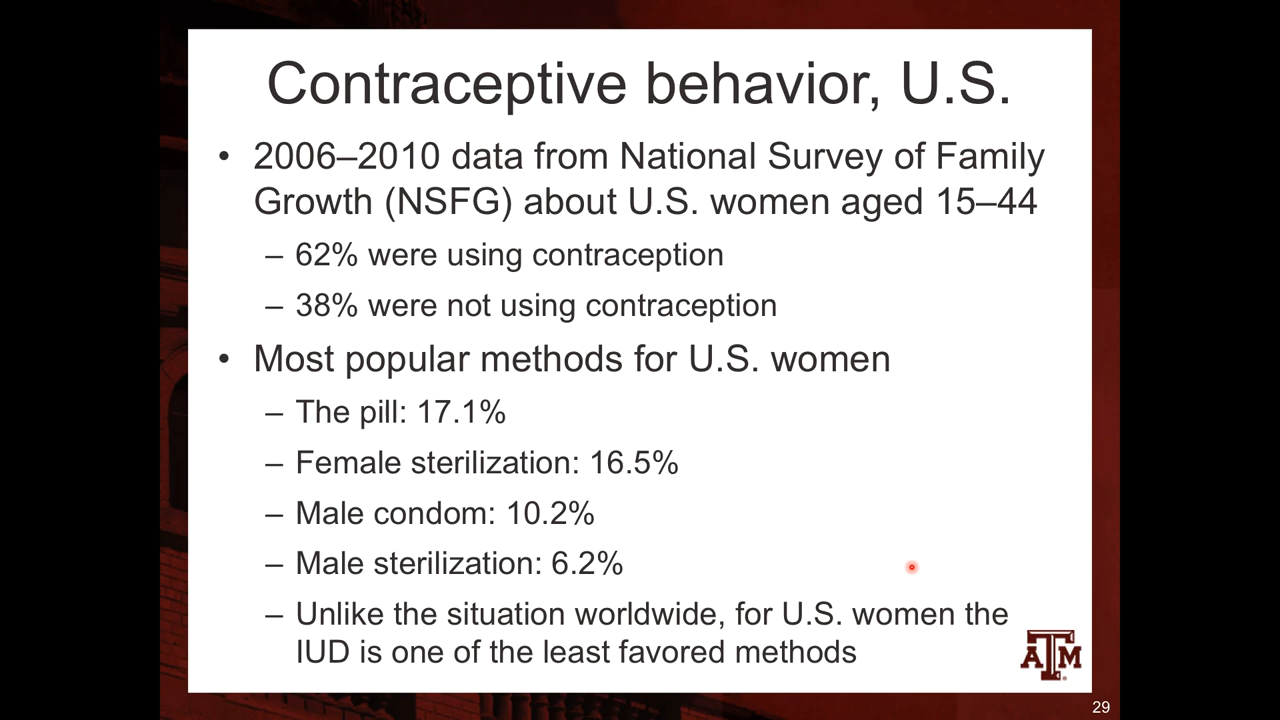 Contraceptive behavior, U.S.
• 2006–2010 data from National Survey of Family
Growth (NSFG) about U.S. women aged 15–44
– 62% were using contraception
– 38% were not using contraception
• Most popular methods for U.S. women
– The pill: 17.1%
– Female sterilization: 16.5%
– Male condom: 10.2%
– Male sterilization: 6.2%
– Unlike the situation worldwide, for U.S. women the
IUD is one of the least favored methods
ATM
29